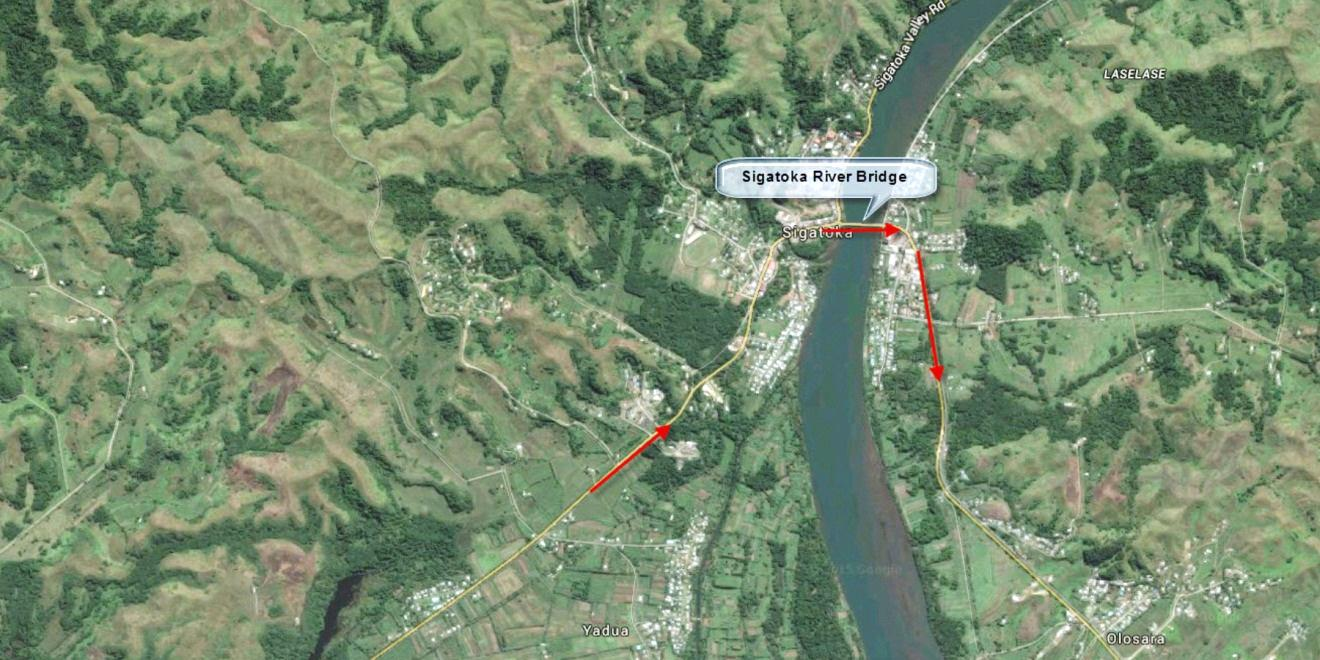 Sigatoka Valley Rd
LASELASE
Sigatoka River Bridge
Sigatoka
Yadua
Olosara